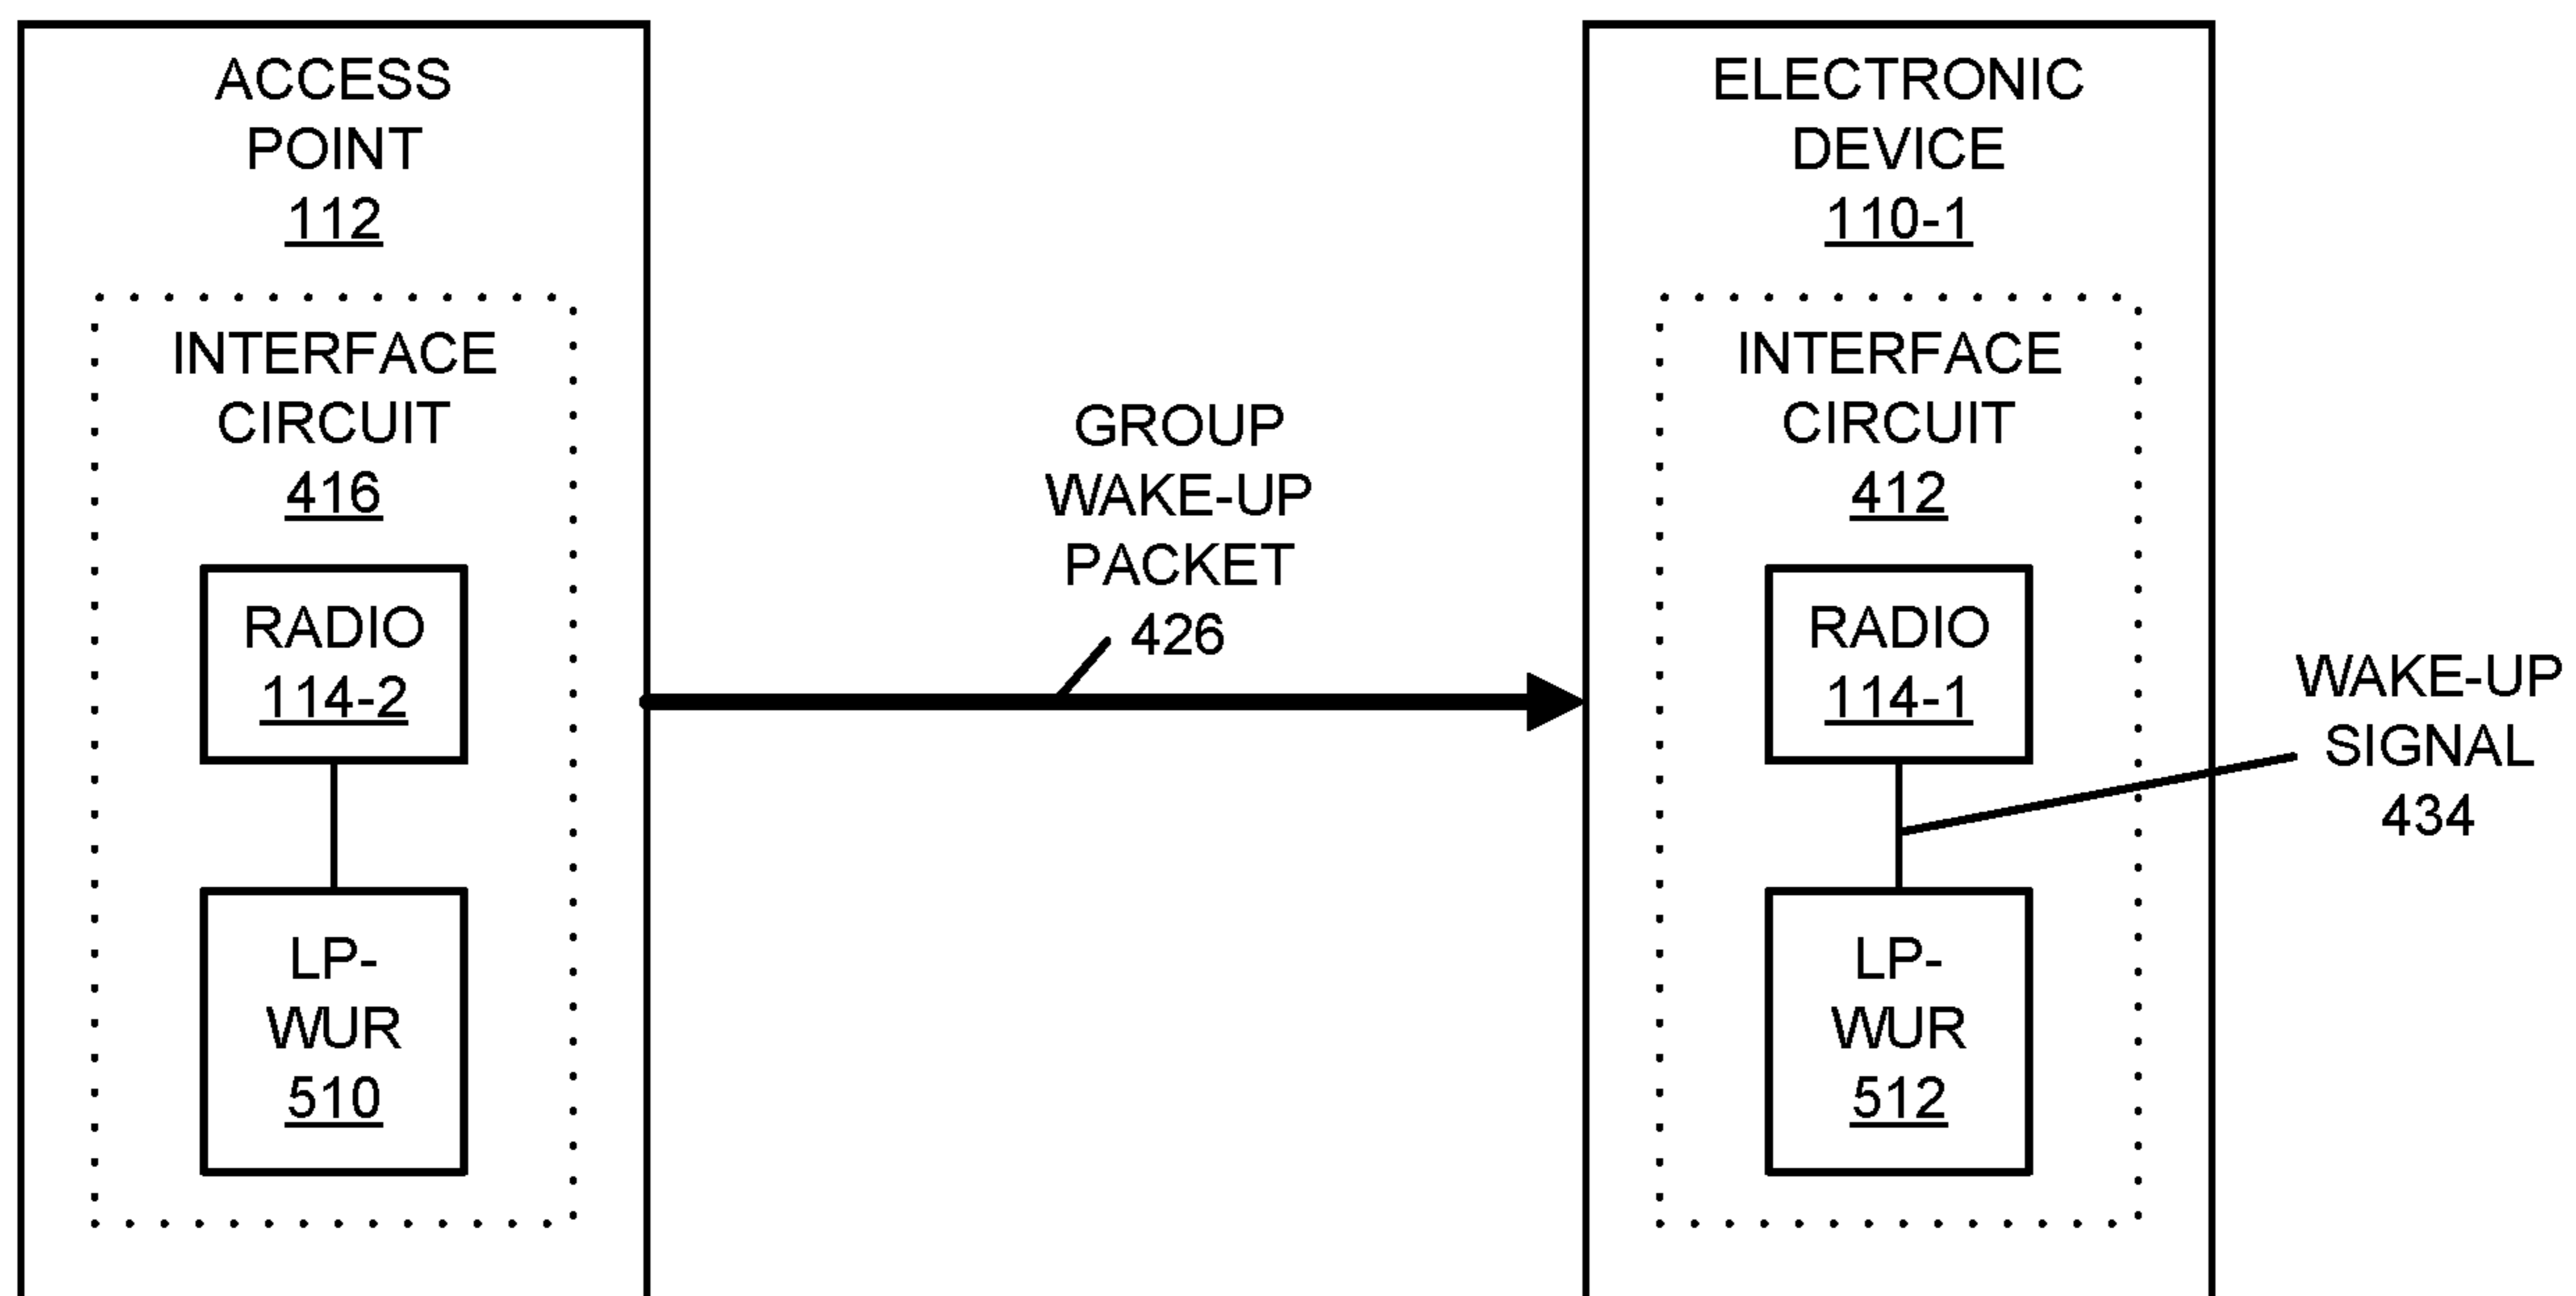 ACCESS
POINT
112
INTERFACE
CIRCUIT
416
RADIO
114-2
LP-
WUR
510
GROUP
WAKE-UP
PACKET
426
ELECTRONIC
DEVICE
110-1
INTERFACE
CIRCUIT
412
RADIO
114-1
LP-
WUR
512
WAKE-UP
SIGNAL
434